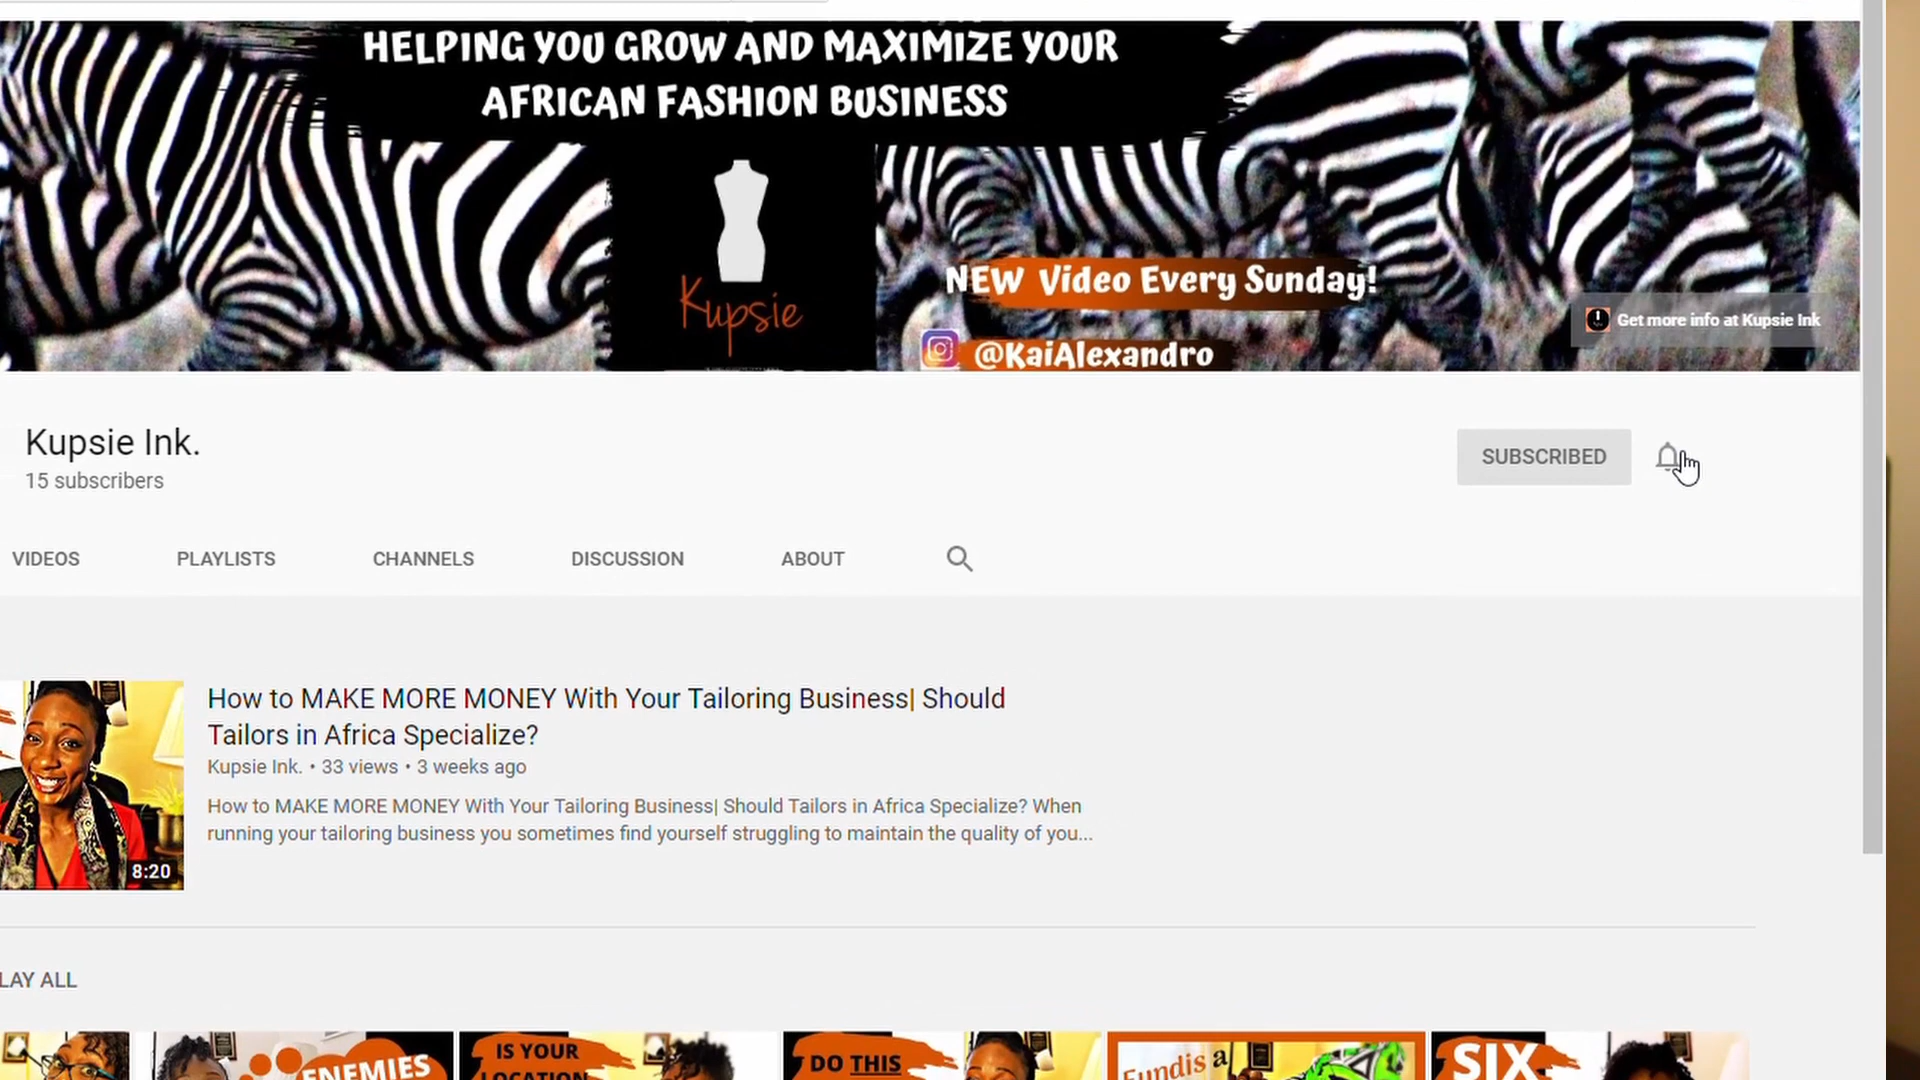 HELPING YOU GROW AND MAXIMIZE YOUR
AFRICAN FASHION BUSINESS
Kupsie
NEW Video Every Sunday!
@KaiAlexandro
Get more info at Kupsie Ink
Kupsie Ink.
15 subscribers
SUBSCRIBED
VIDEOS
PLAYLISTS
CHANNELS
DISCUSSION
ABOUT
How to MAKE MORE MONEY With Your Tailoring Business| Should
Tailors in Africa Specialize?
Kupsie Ink. • 33 views • 3 weeks ago
How to MAKE MORE MONEY With Your Tailoring Business| Should Tailors in Africa Specialize? When
running your tailoring business you sometimes find yourself struggling to maintain the quality of you...
8:20
LAY ALL
ENEMIES
IS YOUR
LOCATION
DO THIS
Fundis a
SIX